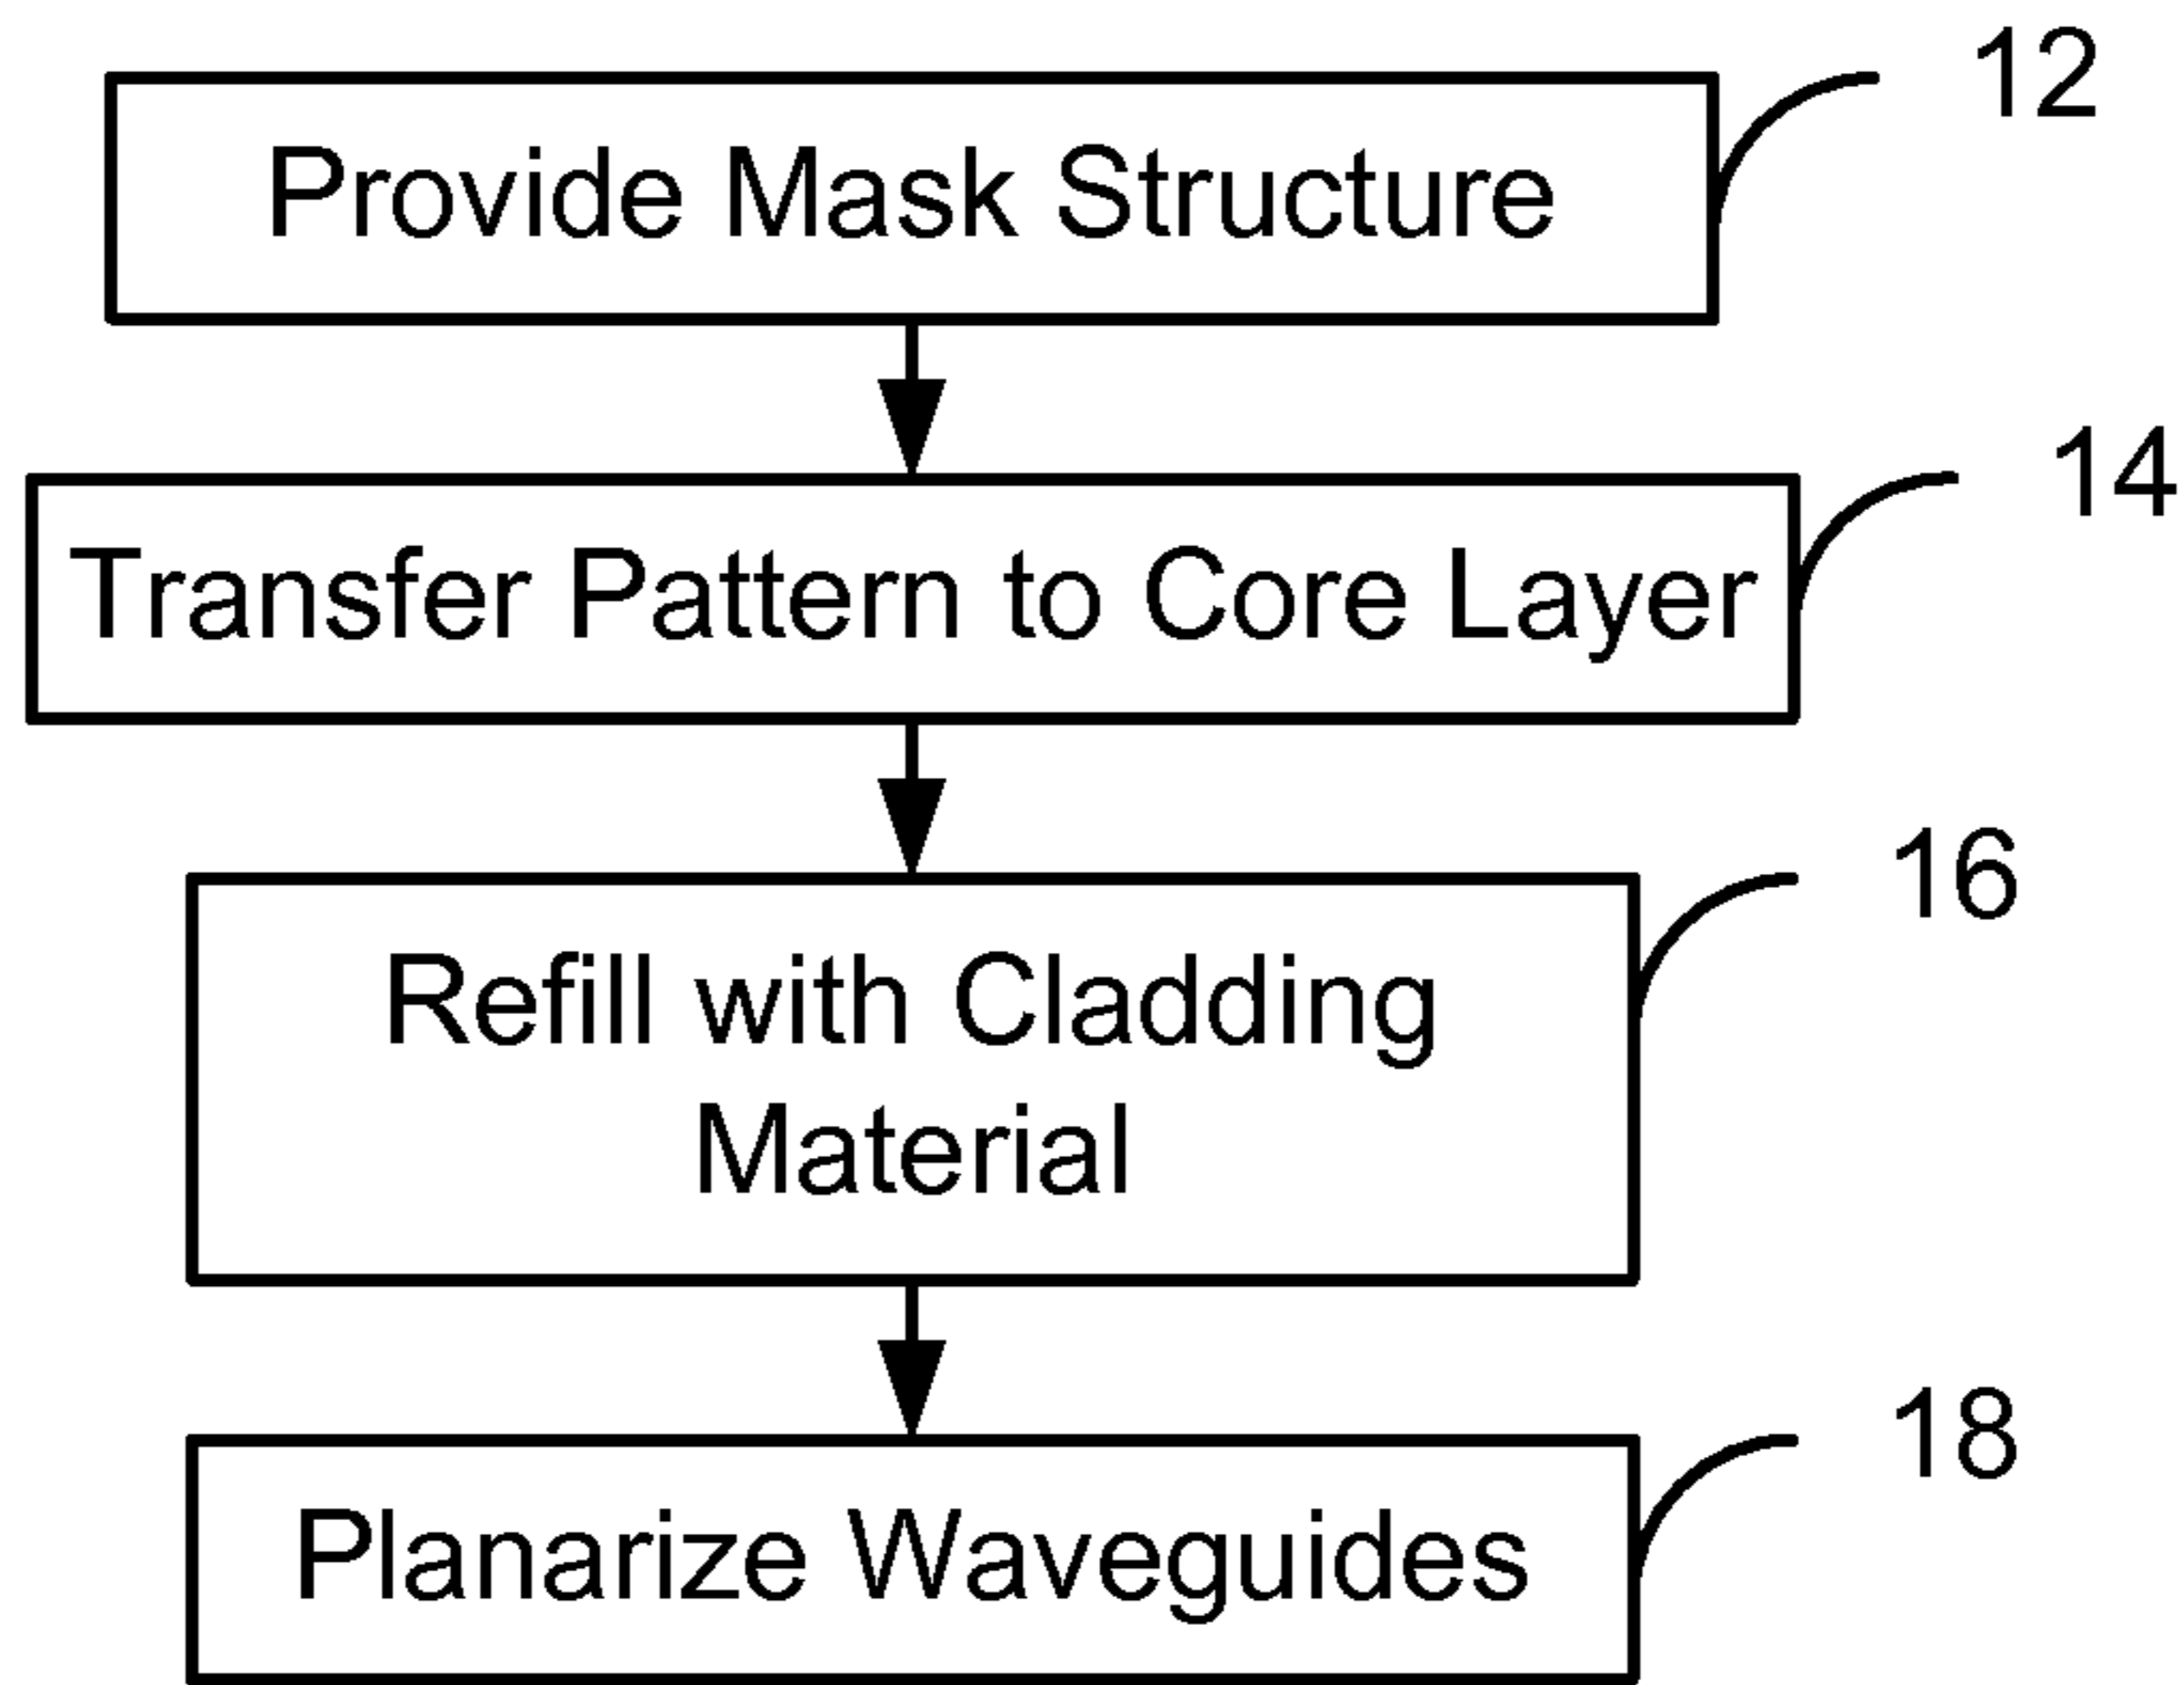 12
Provide Mask Structure
14
Transfer Pattern to Core Layer
16
Refill with Cladding
Material
18
Planarize Waveguides